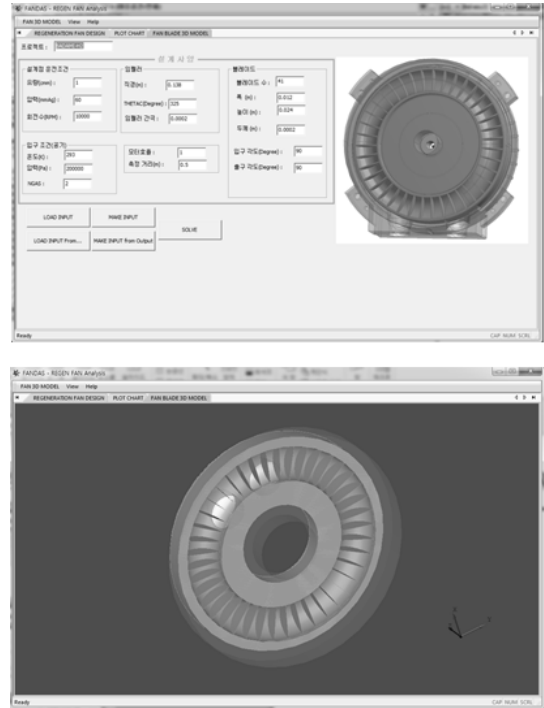 FANDAS - REGEN FAN Analysis
FAN 3D MODEL View Help
REGENERATION FAN DESIGN PLOT CHART FAN BLADE 3D MODEL
프로젝트 :
설 계 사 양
설계점 운전조건
유량(cmm) : 1
압력(mmAq) : 60
회전수(RPM) : 10000
임펠러
직경(m) : 0.138
THETAC(Degree) : 325
임펠러 간격 : 0.0002
블레이드
블레이드 수 : 41
폭 (m) : 0.012
높이 (m) : 0.024
두께 (m) : 0.0002
입구 각도(Degree) : 90
출구 각도(Degree) : 90
입구 조건(공기)
온도(K) : 293
압력(Pa) : 200000
NGAS : 2
모터효율 : 1
측정 거리(m) : 0.5
LOAD INPUT
MAKE INPUT
LOAD INPUT From...
MAKE INPUT from Output
SOLVE
Ready
CAP NUM SCRL
FANDAS - REGEN FAN Analysis
FAN 3D MODEL View Help
REGENERATION FAN DESIGN PLOT CHART FAN BLADE 3D MODEL
Ready
CAP NUM SCRL